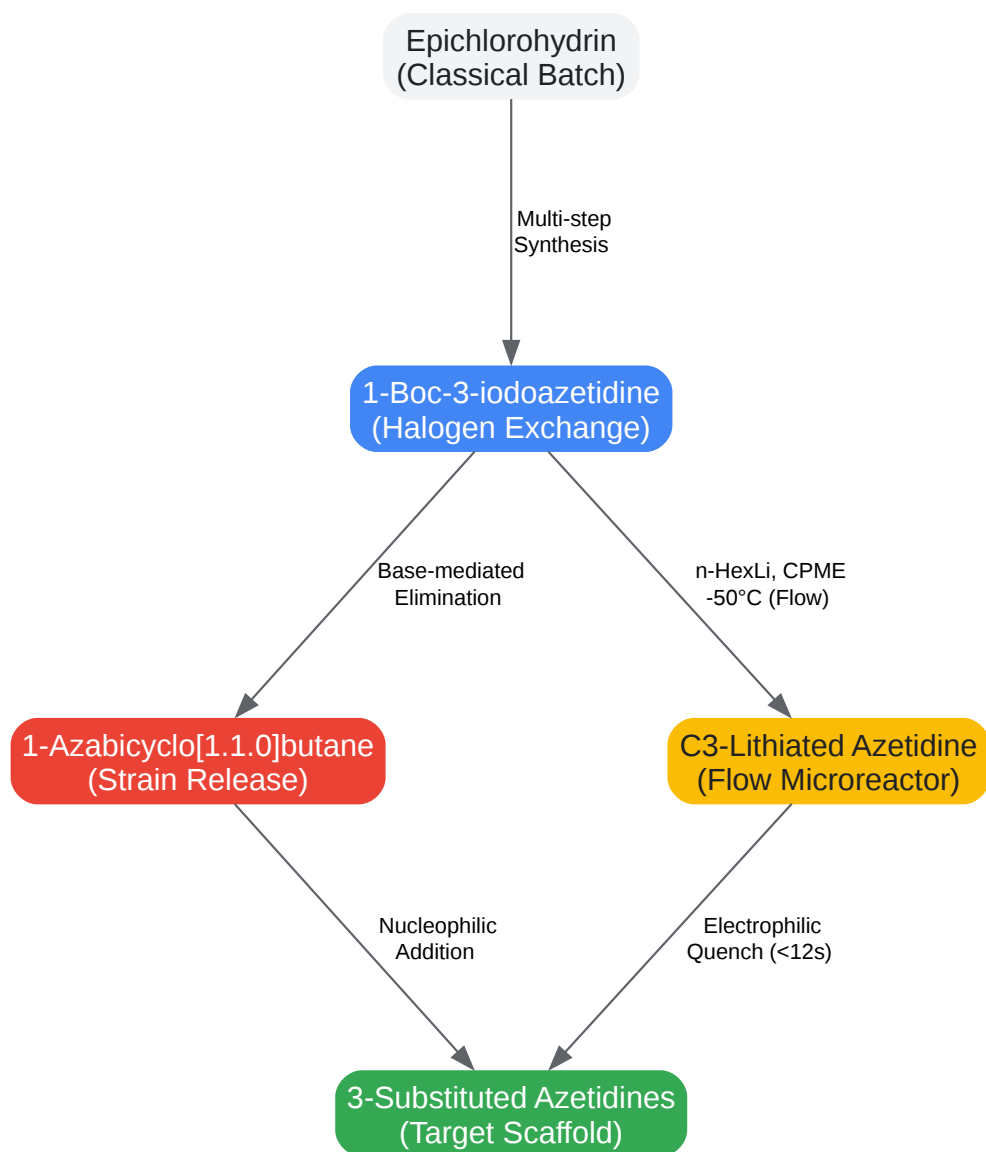 Epichlorohydrin
(Classical Batch)
Multi-step
Synthesis
1-Boc-3-iodoazetidine
(Halogen Exchange)
Base-mediated
Elimination
n-HexLi, CPME
-50°C (Flow)
1-Azabicyclo[1.1.0]butane
(Strain Release)
C3-Lithiated Azetidine
(Flow Microreactor)
Nucleophilic
Addition
Electrophilic
Quench (<12s)
3-Substituted Azetidines
(Target Scaffold)